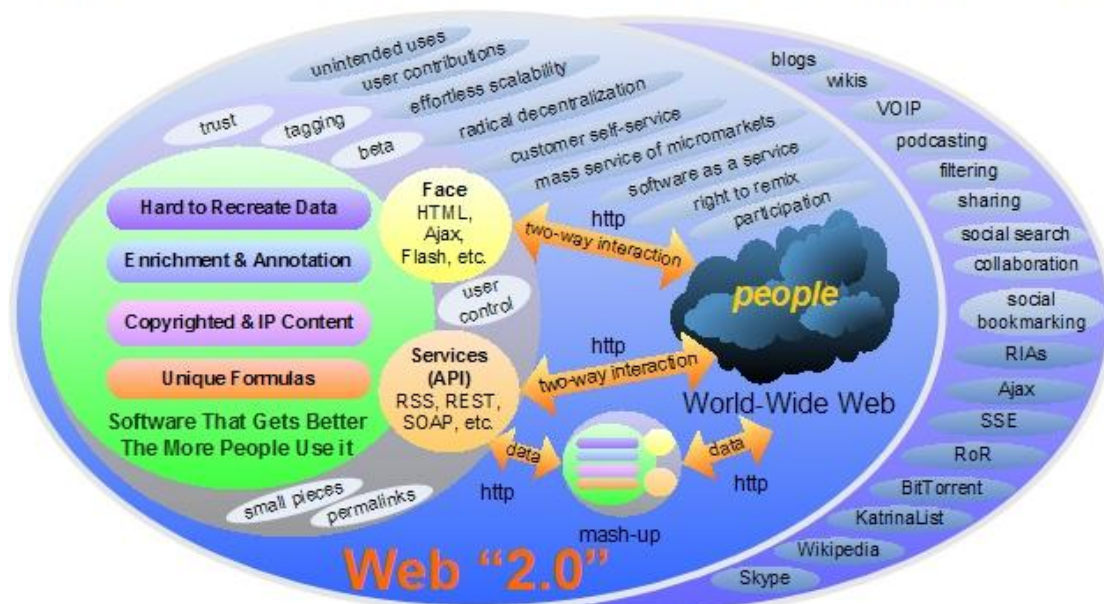 unintended uses
user contributions
effortless scalability
radical decentralization
customer self-service
mass service of micromarkets
software as a service
right to remix
participation
trust
tagging
beta
Hard to Recreate Data
Enrichment & Annotation
Copyrighted & IP Content
Unique Formulas
Software That Gets Better
The More People Use it
Face
HTML,
Ajax,
Flash, etc.
user
control
Services
(API)
RSS, REST,
SOAP, etc.
http
two-way interaction
http
two-way interaction
people
World-Wide Web
data
http
data
http
mash-up
small pieces
permalinks
Web “2.0”
blogs
wikis
VOIP
podcasting
filtering
sharing
social search
collaboration
social
bookmarking
RIAs
Ajax
SSE
RoR
BitTorrent
KatrinaList
Wikipedia
Skype